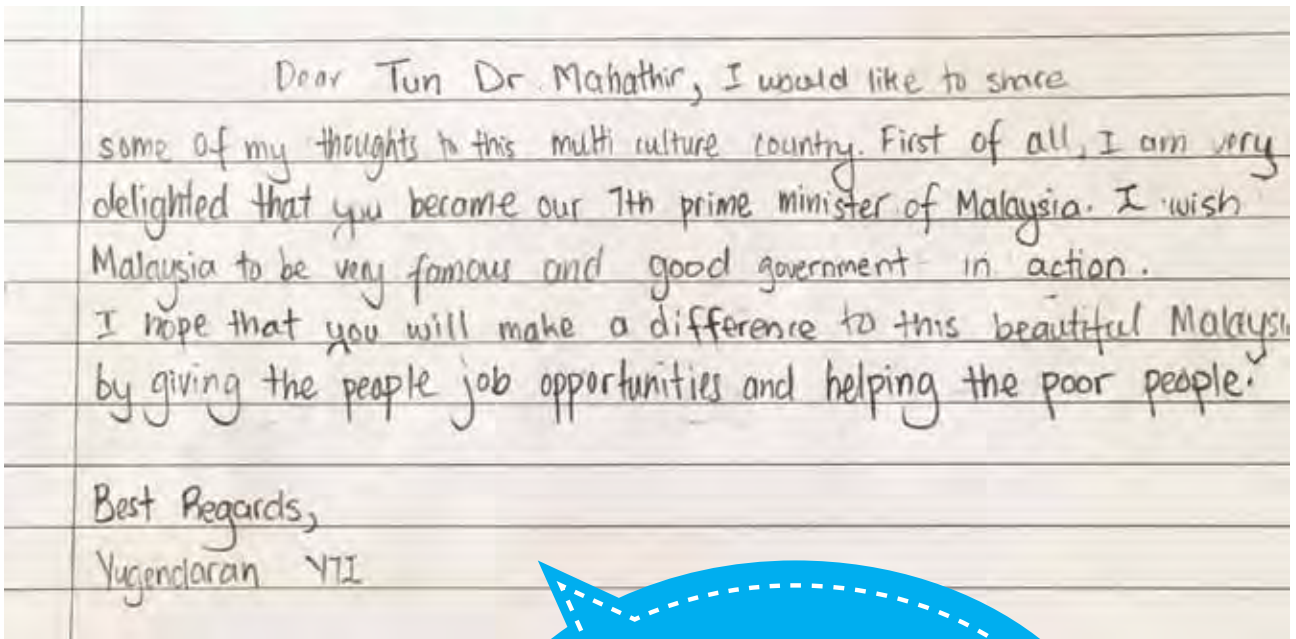 Dear Tun Dr. Mahathir, I would like to share
some of my thoughts to this multi culture country. First of all, I am very
delighted that you become our 7th prime minister of Malaysia. I wish
Malaysia to be very famous and good government in action.
I hope that you will make a difference to this beautiful Malaysia
by giving the people job opportunities and helping the poor people.
Best Regards,
Yugendaran Y7I